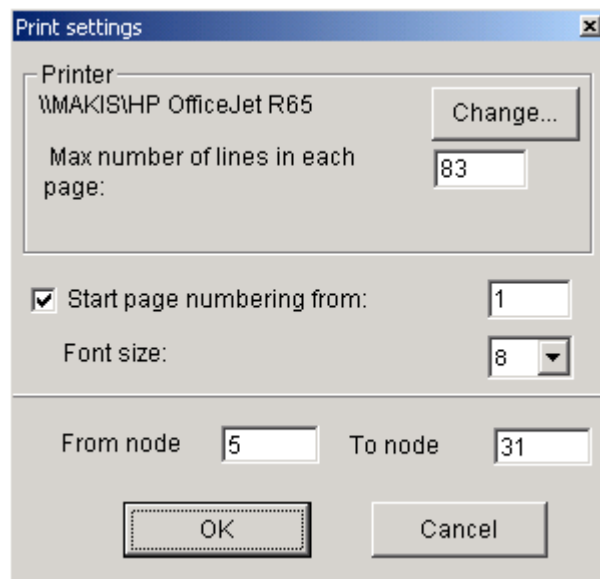 Print settings
Printer
\\MAKIS\HP OfficeJet R65
Change...
Max number of lines in each
page:
83
Start page numbering from:
1
Font size:
8
From node
5
To node
31
OK
Cancel